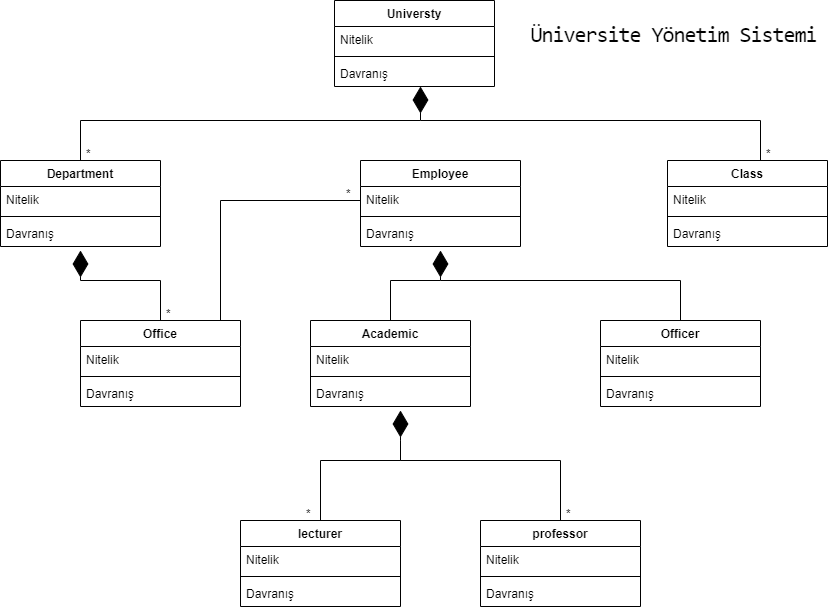 Universty
Nitelik
Davranış
Üniversite Yönetim Sistemi
*
*
Department
Nitelik
Davranış
*
Employee
Nitelik
Davranış
Class
Nitelik
Davranış
*
Office
Nitelik
Davranış
Academic
Nitelik
Davranış
Officer
Nitelik
Davranış
*
*
lecturer
Nitelik
Davranış
professor
Nitelik
Davranış